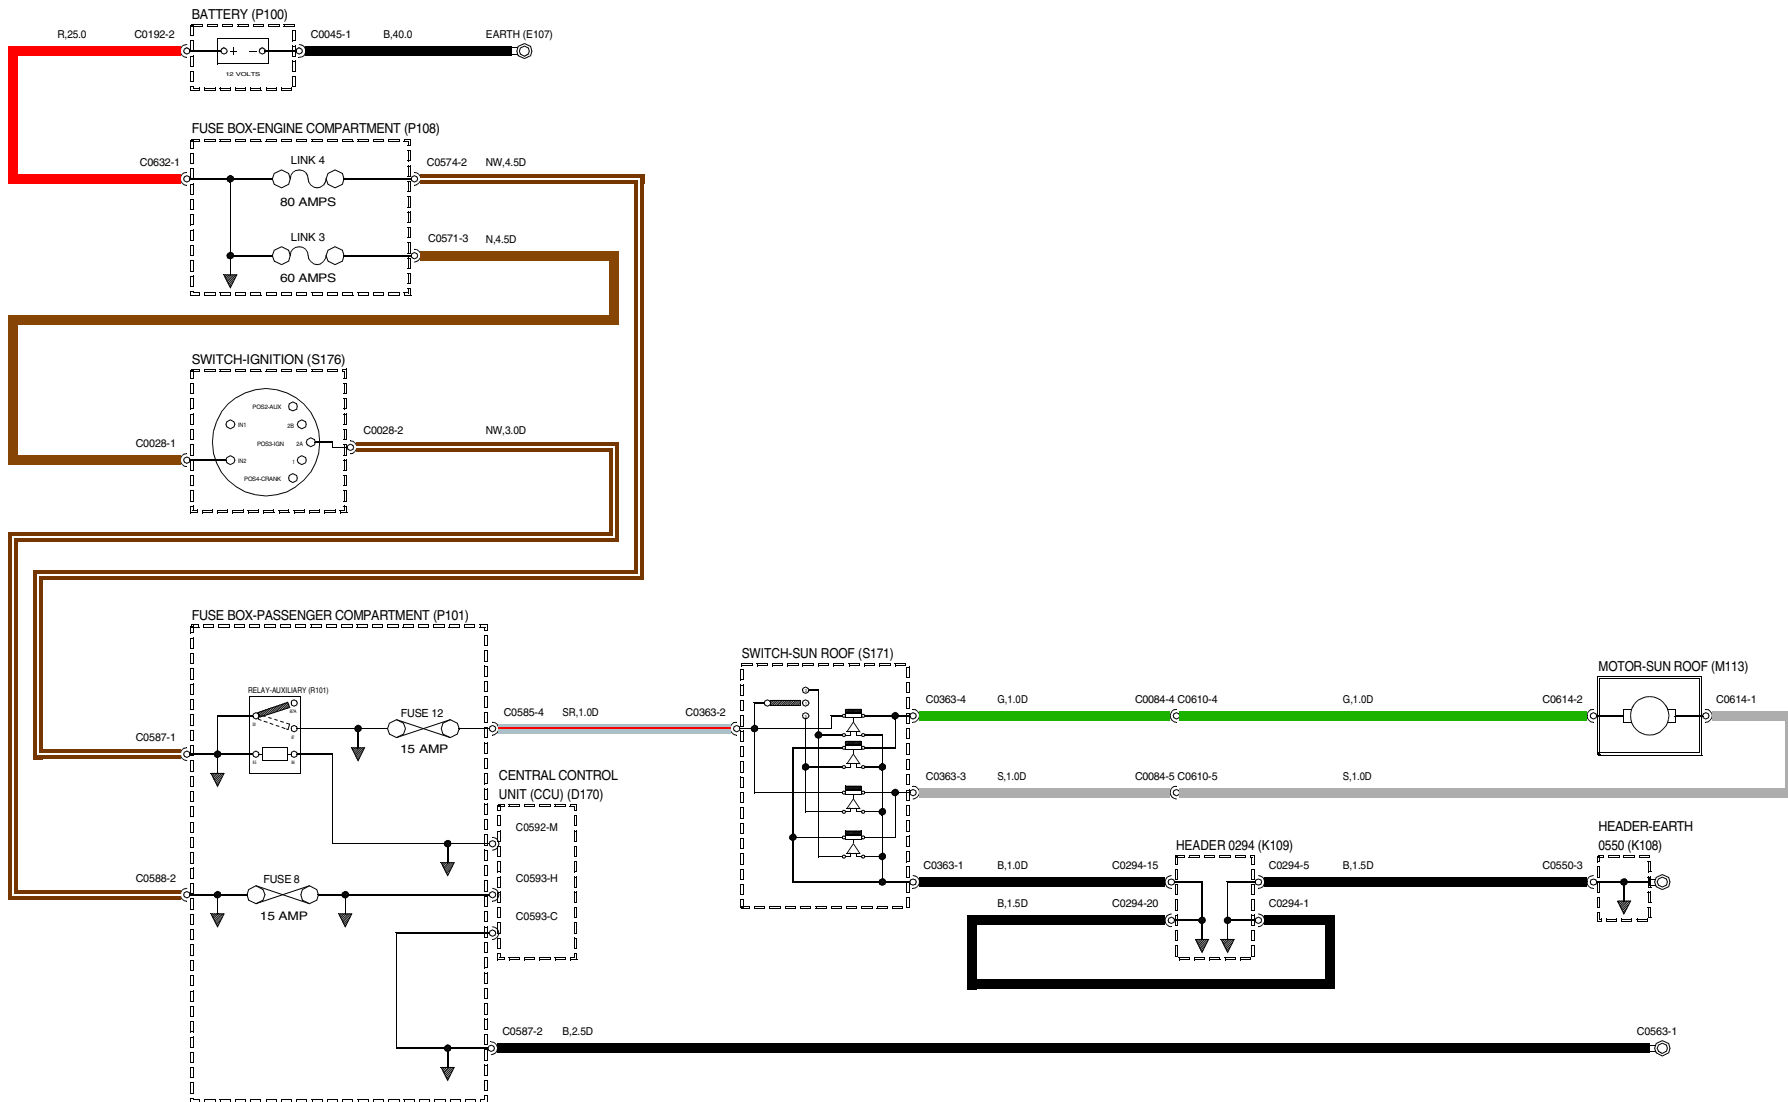 BATTERY (P100)
R,25.0
C0192-2
C0045-1
B,40.0
EARTH (E107)
+ −
12 VOLTS
FUSE BOX-ENGINE COMPARTMENT (P108)
C0632-1
LINK 4
C0574-2
NW,4.5D
80 AMPS
LINK 3
C0571-3
N,4.5D
60 AMPS
SWITCH-IGNITION (S176)
POS2-AUX
IN1
2B
C0028-2
NW,3.0D
C0028-1
POS3-IGN
2A
IN2
1
POS4-CRANK
FUSE BOX-PASSENGER COMPARTMENT (P101)
SWITCH-SUN ROOF (S171)
MOTOR-SUN ROOF (M113)
RELAY-AUXILIARY (R101)
87A
30
87
85
86
FUSE 12
15 AMP
C0585-4
SR,1.0D
C0363-2
C0363-4
G,1.0D
C0084-4 C0610-4
G,1.0D
C0614-2
C0614-1
C0587-1
CENTRAL CONTROL
UNIT (CCU) (D170)
C0363-3
S,1.0D
C0084-5 C0610-5
S,1.0D
C0592-M
HEADER 0294 (K109)
HEADER-EARTH
0550 (K108)
C0363-1
B,1.0D
C0294-15
C0294-5
B,1.5D
C0550-3
C0588-2
FUSE 8
C0593-H
15 AMP
C0593-C
B,1.5D
C0294-20
C0294-1
C0587-2
B,2.5D
C0563-1